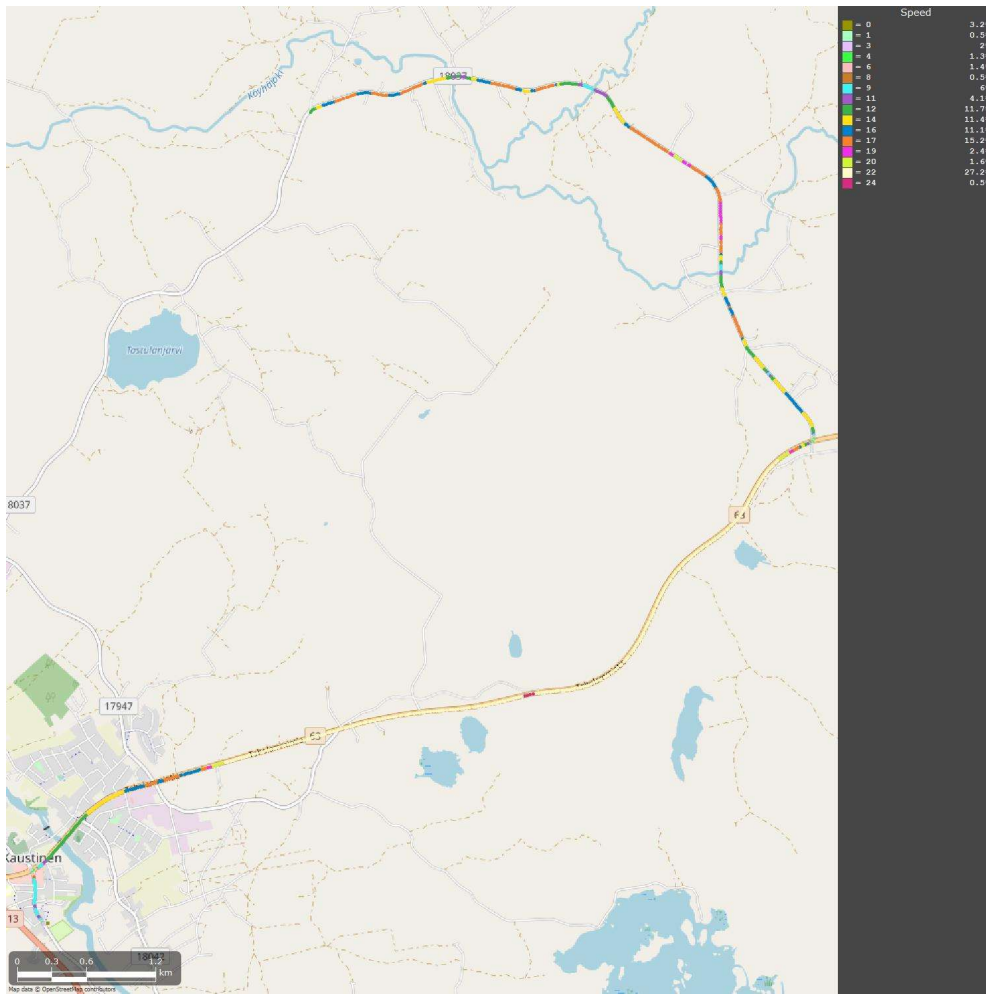 Speed
= 0 3.2
= 1 0.5
= 3 2
= 4 1.3
= 6 1.4
= 8 0.5
= 9 6
= 11 4.1
= 12 11.7
= 14 11.4
= 16 11.1
= 17 15.2
= 19 2.4
= 20 1.6
= 22 27.2
= 24 0.5
18037
Köyhäjoki
Tastulanjärvi
8037
63
17947
63
Kaustinen
13
18043
0 0.3 0.6 1.2
km
Map data © OpenStreetMap contributors